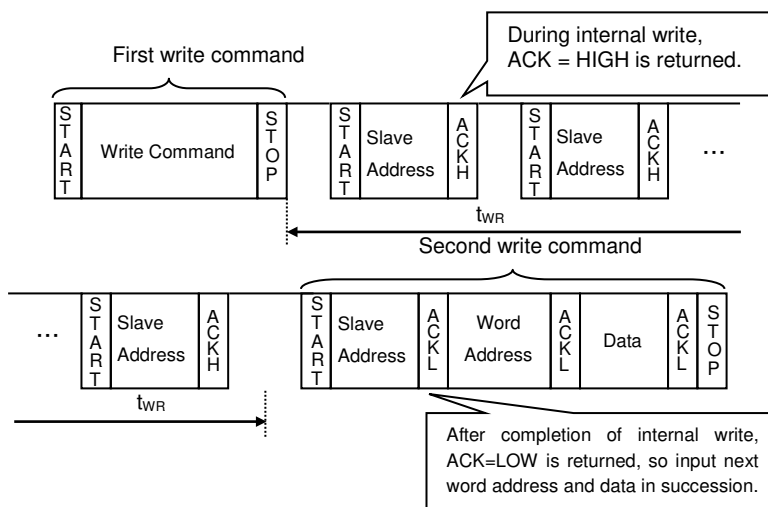 First write command
During internal write,
ACK = HIGH is returned.
START
Write Command
STOP
START
Slave
Address
ACKH
START
Slave
Address
ACKH
...
tWR
Second write command
...
START
Slave
Address
ACKH
START
Slave
Address
ACKL
Word
Address
ACKL
Data
ACKL
STOP
tWR
After completion of internal write,
ACK=LOW is returned, so input next
word address and data in succession.